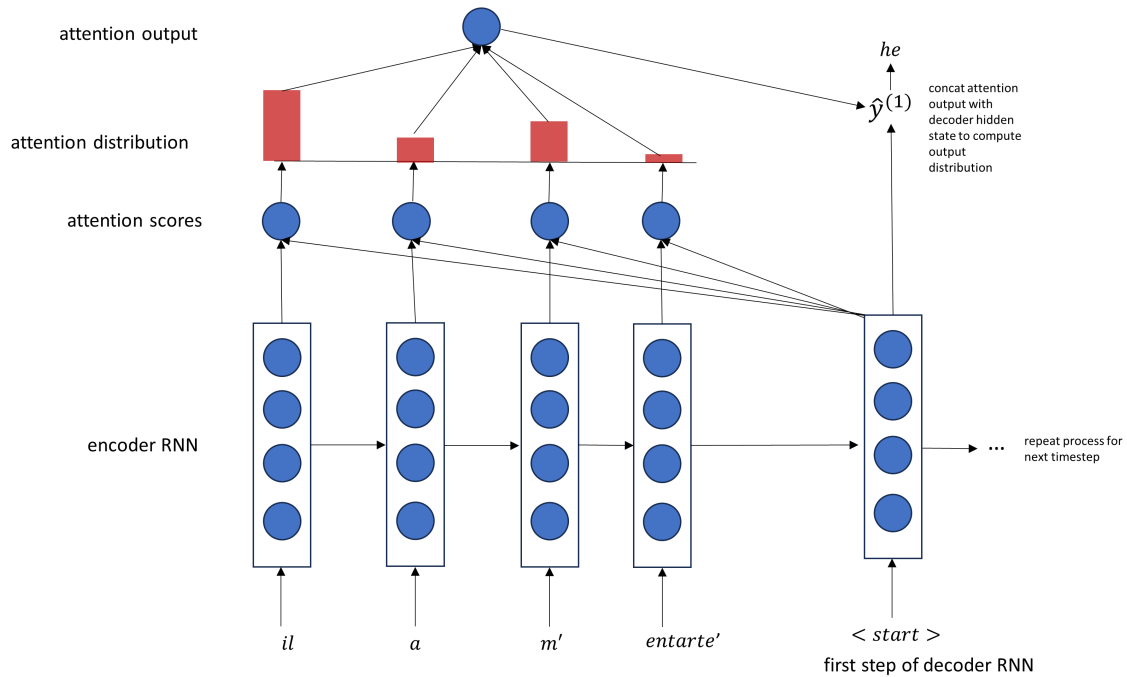 attention output
he
ŷ(1)
concat attention
output with
decoder hidden
state to compute
output
distribution
attention distribution
attention scores
encoder RNN
...
repeat process for
next timestep
il
a
m′
entarte′
< start >
first step of decoder RNN